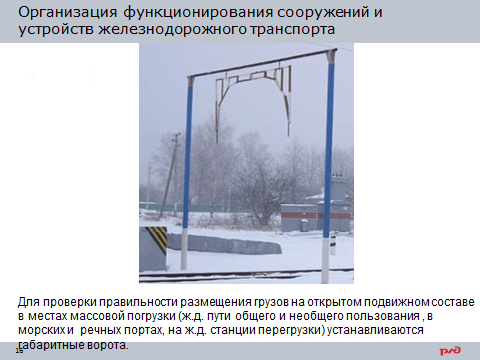 Организация функционирования сооружений и
устройств железнодорожного транспорта
Для проверки правильности размещения грузов на открытом подвижном составе
в местах массовой погрузки (ж.д. пути общего и необщего пользования , в
морских и речных портах, на ж.д. станции перегрузки) устанавливаются
габаритные ворота.
16
ржд